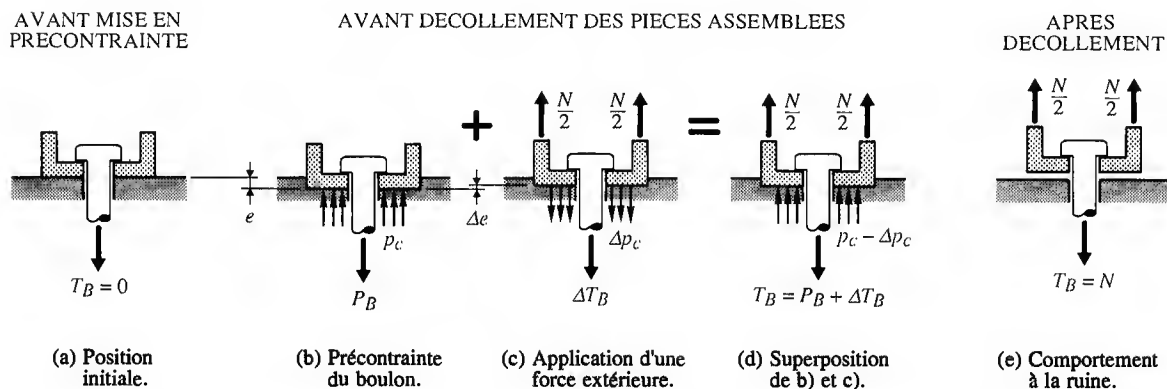 AVANT MISE EN
PRECONTRAINTE
AVANT DECOLLEMENT DES PIECES ASSEMBLEES
APRES
DECOLLEMENT
N/2 N/2
N/2 N/2
N/2 N/2
+
=
e
Δe
p_C
Δp_C
p_C − Δp_C
T_B = 0
P_B
ΔT_B
T_B = P_B + ΔT_B
T_B = N
(a) Position
initiale.
(b) Précontrainte
du boulon.
(c) Application d'une
force extérieure.
(d) Superposition
de b) et c).
(e) Comportement
à la ruine.